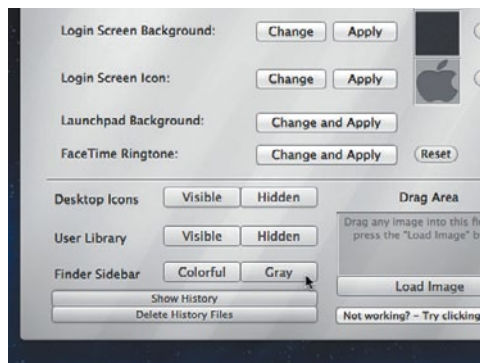 Login Screen Background: Change Apply
Login Screen Icon: Change Apply
Launchpad Background: Change and Apply
FaceTime Ringtone: Change and Apply Reset
Desktop Icons Visible Hidden Drag Area
Drag any image into this
press the "Load Image"
User Library Visible Hidden
Finder Sidebar Colorful Gray
Load Image
Show History
Delete History Files Not working? – Try clicking